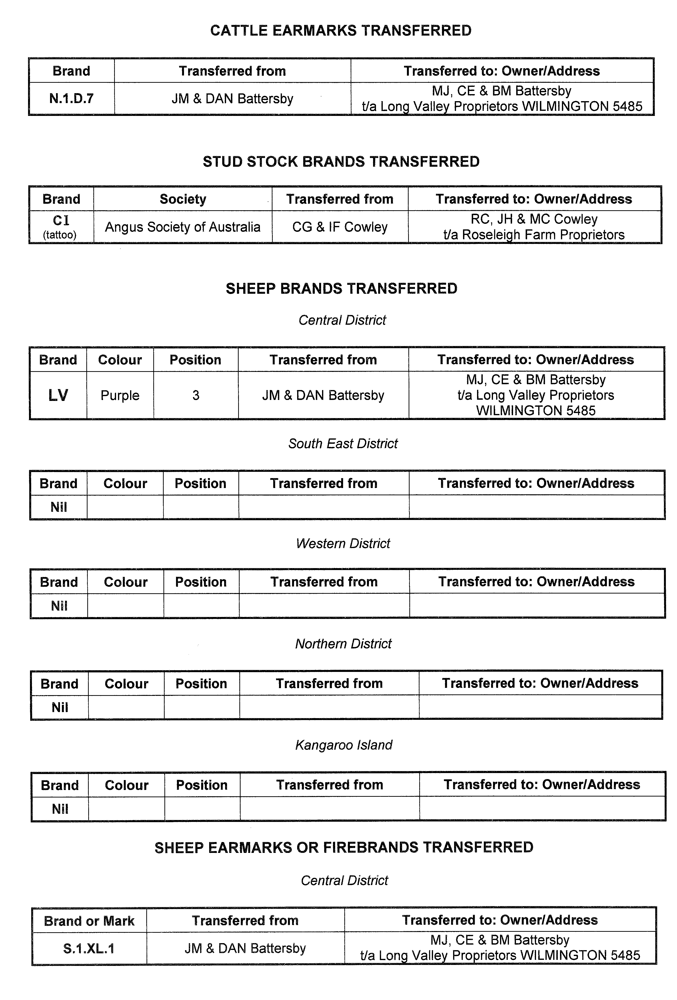 CATTLE EARMARKS TRANSFERRED
Brand Transferred from Transferred to: Owner/Address
N.1.D.7 JM & DAN Battersby MJ, CE & BM Battersby
t/a Long Valley Proprietors WILMINGTON 5485
STUD STOCK BRANDS TRANSFERRED
Brand Society Transferred from Transferred to: Owner/Address
CI Angus Society of Australia CG & IF Cowley RC, JH & MC Cowley
(tattoo) t/a Roseleigh Farm Proprietors
SHEEP BRANDS TRANSFERRED
Central District
Brand Colour Position Transferred from Transferred to: Owner/Address
MJ, CE & BM Battersby
LV Purple 3 JM & DAN Battersby t/a Long Valley Proprietors
WILMINGTON 5485
South East District
Brand Colour Position Transferred from Transferred to: Owner/Address
Nil
Western District
Brand Colour Position Transferred from Transferred to: Owner/Address
Nil
Northern District
Brand Colour Position Transferred from Transferred to: Owner/Address
Nil
Kangaroo Island
Brand Colour Position Transferred from Transferred to: Owner/Address
Nil
SHEEP EARMARKS OR FIREBRANDS TRANSFERRED
Central District
Brand or Mark Transferred from Transferred to: Owner/Address
S.1.XL.1 JM & DAN Battersby MJ, CE & BM Battersby
t/a Long Valley Proprietors WILMINGTON 5485